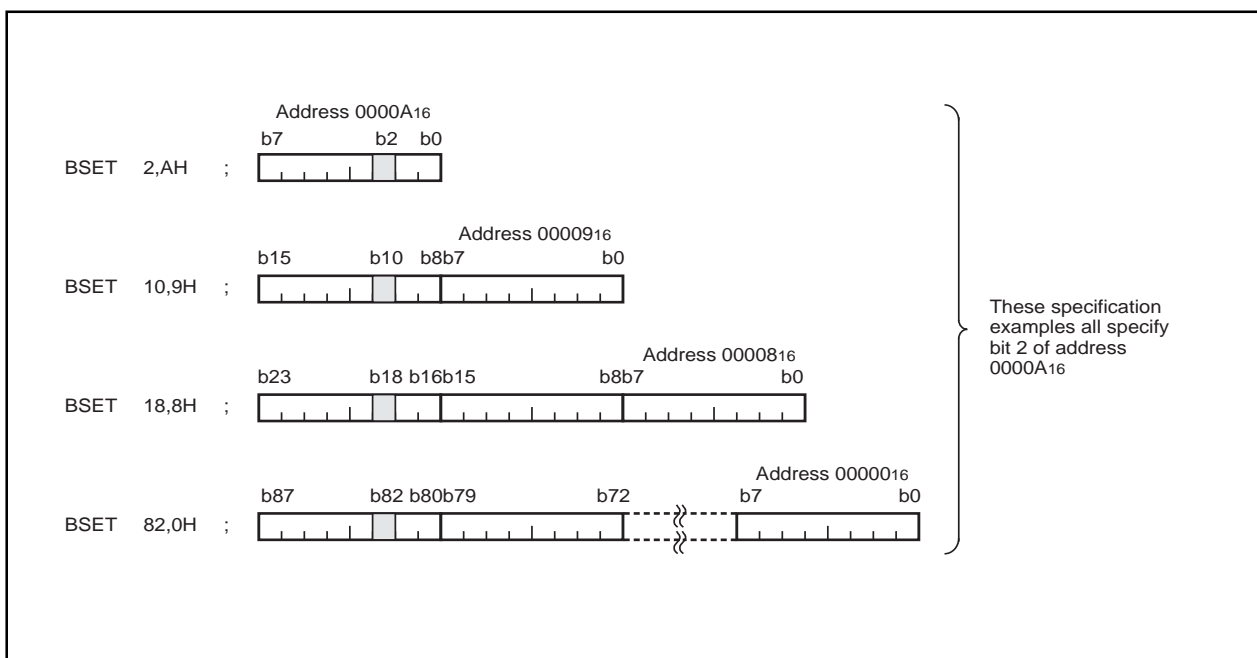 Address 0000A16
b7 b2 b0
BSET 2,AH ;
Address 0000916
b15 b10 b8b7 b0
BSET 10,9H ;
Address 0000816
b23 b18 b16b15 b8b7 b0
BSET 18,8H ;
Address 0000016
b87 b82 b80b79 b72 b7 b0
BSET 82,0H ;
These specification
examples all specify
bit 2 of address
0000A16